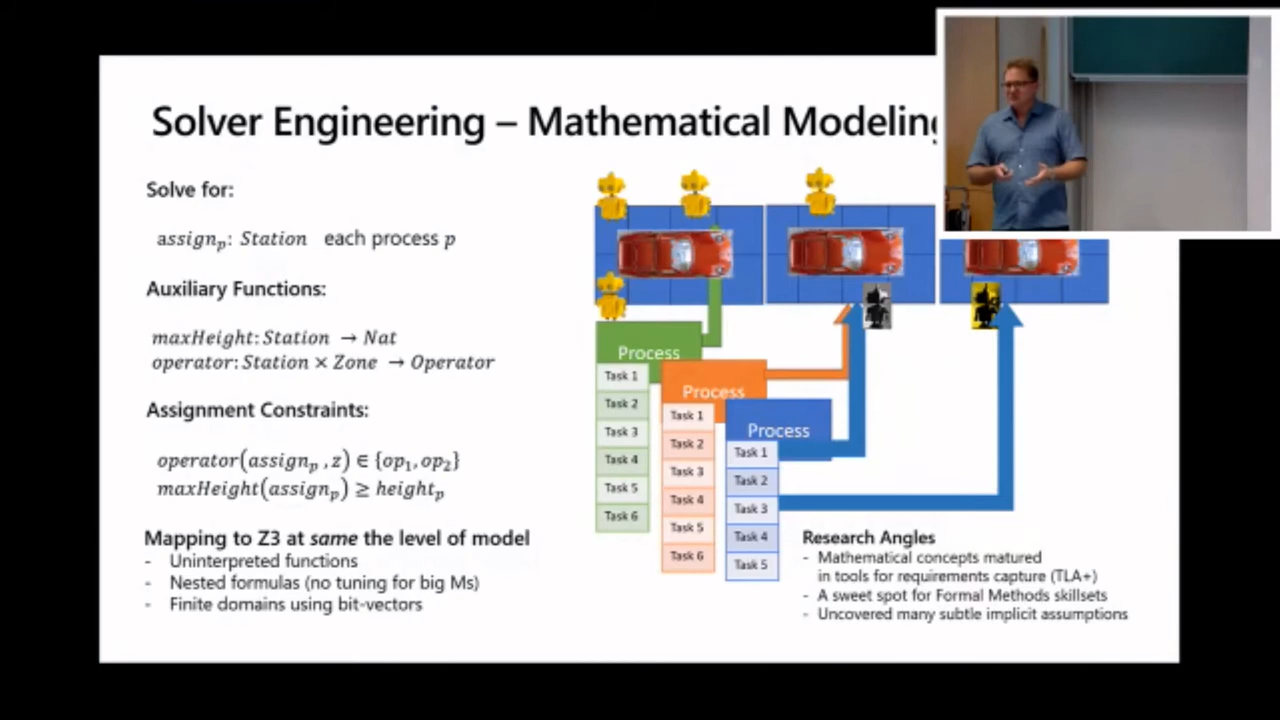 Solver Engineering – Mathematical Modeling
Solve for:
assignₚ: Station each process p
Auxiliary Functions:
maxHeight: Station → Nat
operator: Station × Zone → Operator
Assignment Constraints:
operator(assignₚ, z) ∈ {op₁, op₂}
maxHeight(assignₚ) ≥ heightₚ
Mapping to Z3 at same the level of model
- Uninterpreted functions
- Nested formulas (no tuning for big Ms)
- Finite domains using bit-vectors
Process
Task 1
Task 2
Task 3
Task 4
Task 5
Task 6
Process
Task 1
Task 2
Task 3
Task 4
Task 5
Task 6
Process
Task 1
Task 2
Task 3
Task 4
Task 5
Research Angles
- Mathematical concepts matured
in tools for requirements capture (TLA+)
- A sweet spot for Formal Methods skillsets
- Uncovered many subtle implicit assumptions